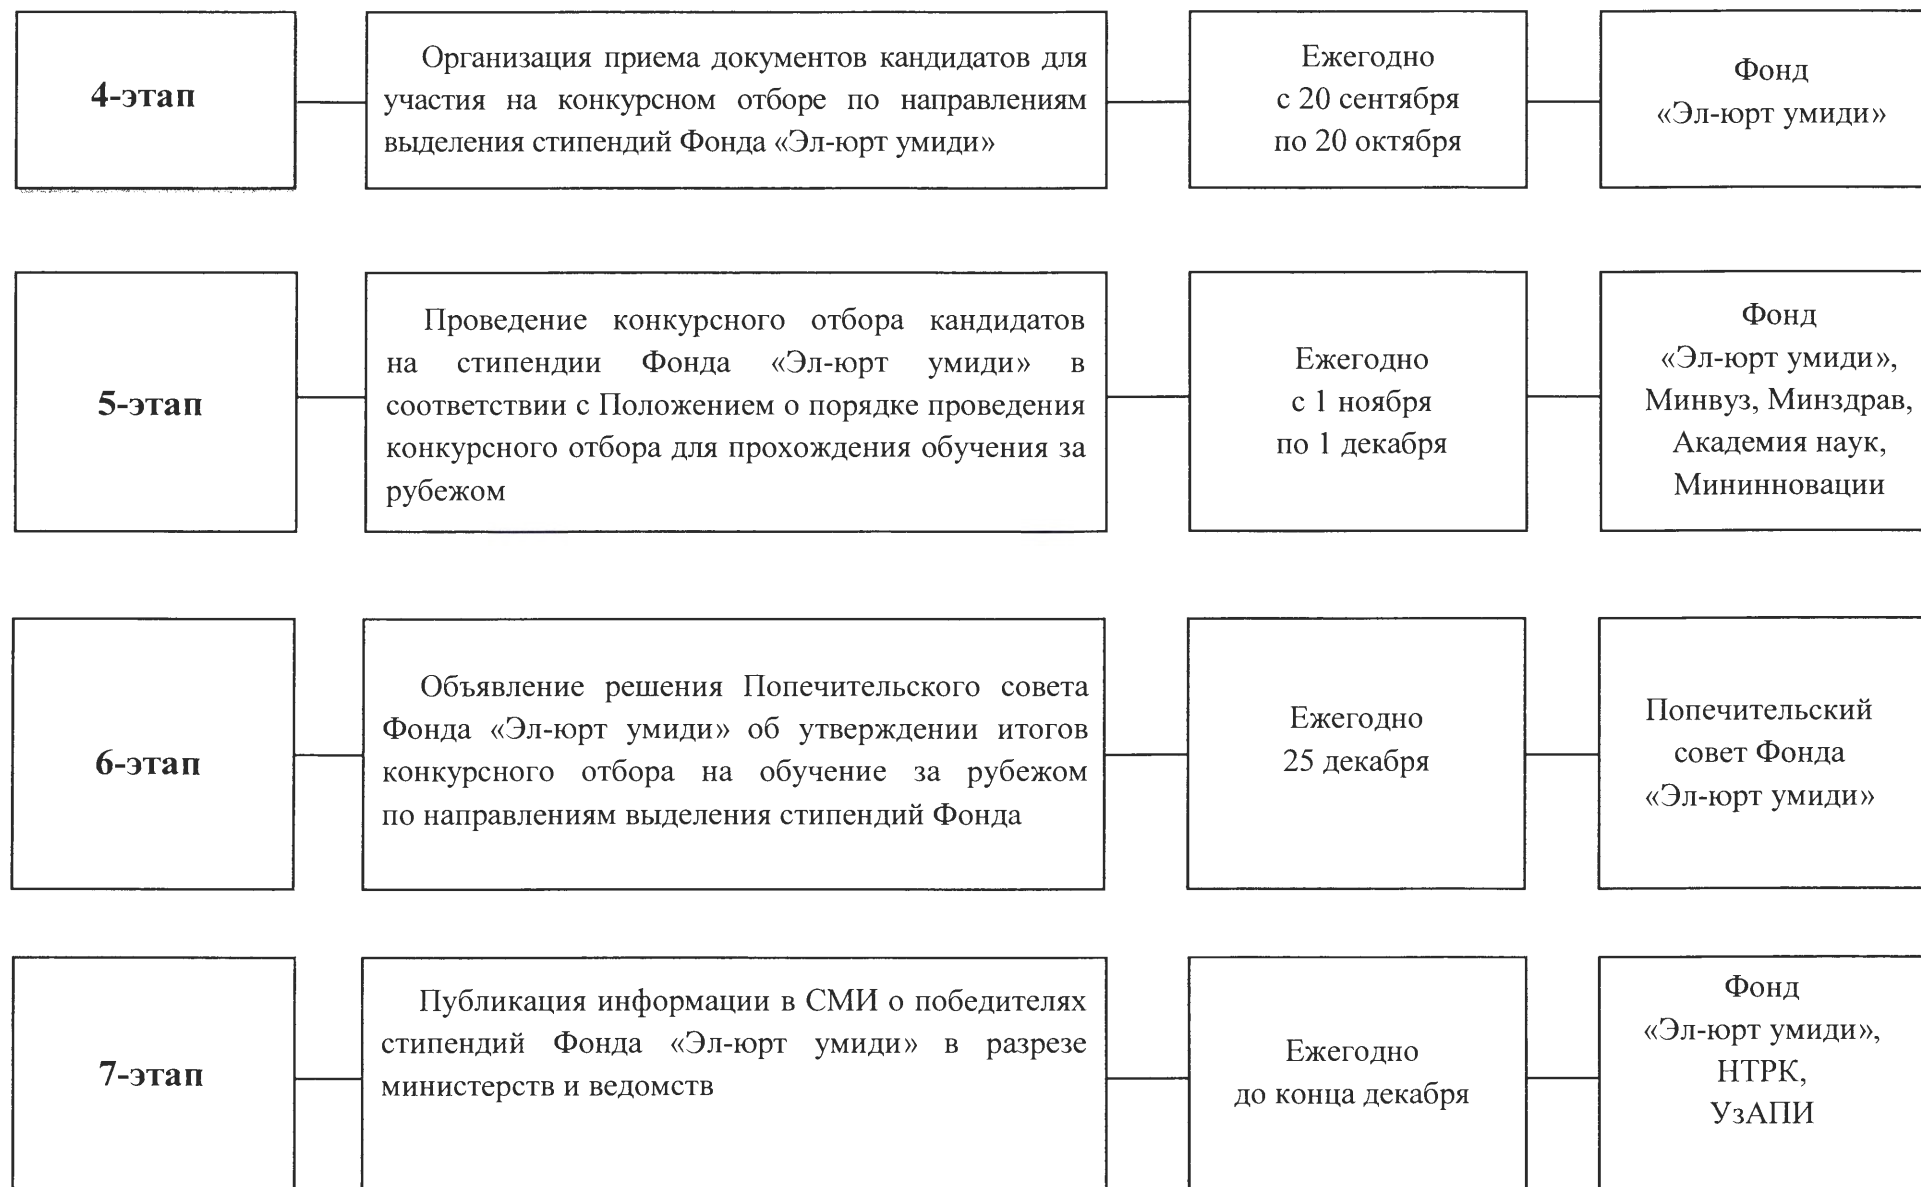 4-этап
Организация приема документов кандидатов для
участия на конкурсном отборе по направлениям
выделения стипендий Фонда «Эл-юрт умиди»
Ежегодно
с 20 сентября
по 20 октября
Фонд
«Эл-юрт умиди»
5-этап
Проведение конкурсного отбора кандидатов
на стипендии Фонда «Эл-юрт умиди» в
соответствии с Положением о порядке проведения
конкурсного отбора для прохождения обучения за
рубежом
Ежегодно
с 1 ноября
по 1 декабря
Фонд
«Эл-юрт умиди»,
Минвуз, Минздрав,
Академия наук,
Мининновации
6-этап
Объявление решения Попечительского совета
Фонда «Эл-юрт умиди» об утверждении итогов
конкурсного отбора на обучение за рубежом
по направлениям выделения стипендий Фонда
Ежегодно
25 декабря
Попечительский
совет Фонда
«Эл-юрт умиди»
7-этап
Публикация информации в СМИ о победителях
стипендий Фонда «Эл-юрт умиди» в разрезе
министерств и ведомств
Ежегодно
до конца декабря
Фонд
«Эл-юрт умиди»,
НТРК,
УзАПИ